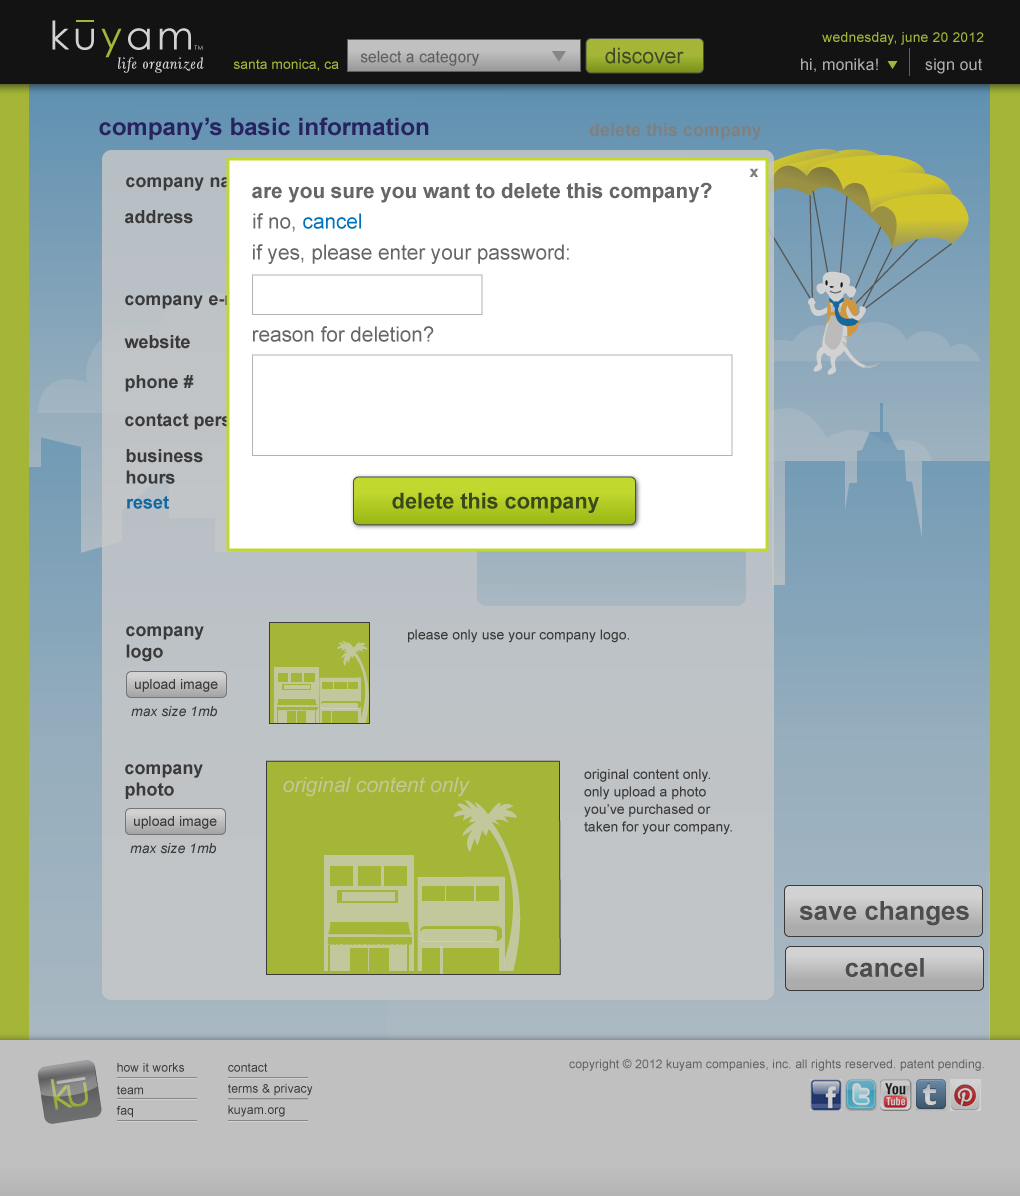 kūyam™
life organized
santa monica, ca
select a category
discover
wednesday, june 20 2012
hi, monika!
sign out
company's basic information
delete this company
company na
address
company e-
website
phone #
contact pers
business
hours
reset
x
are you sure you want to delete this company?
if no, cancel
if yes, please enter your password:
reason for deletion?
delete this company
company
logo
upload image
max size 1mb
please only use your company logo.
company
photo
upload image
max size 1mb
original content only
original content only.
only upload a photo
you've purchased or
taken for your company.
save changes
cancel
kū
how it works
team
faq
contact
terms & privacy
kuyam.org
copyright © 2012 kuyam companies, inc. all rights reserved. patent pending.
f
t
You
Tube
t
p